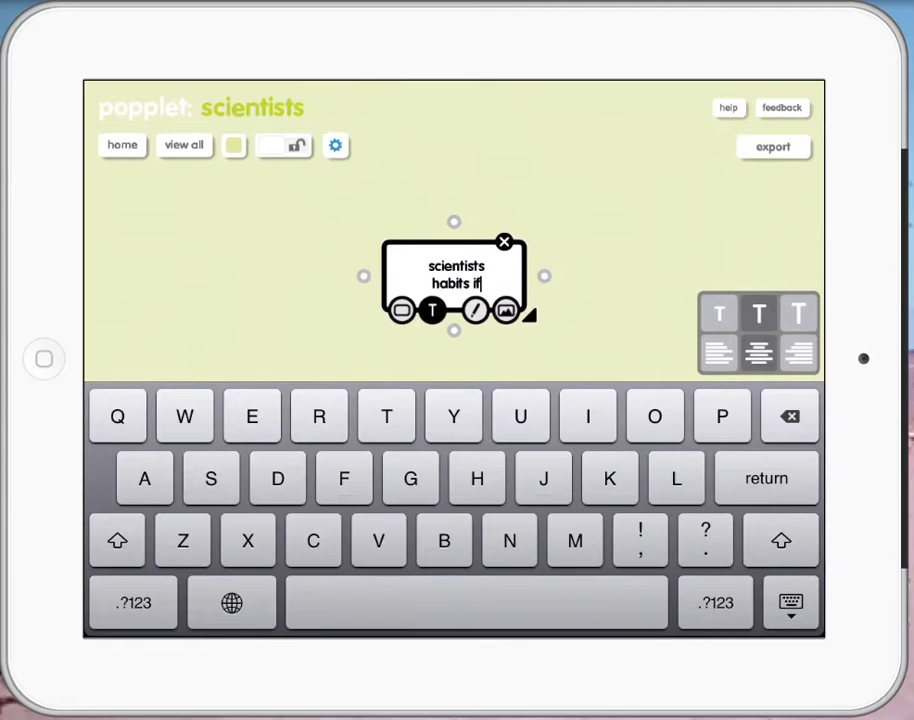 popplet: scientists
help
feedback
home
view all
export
scientists
habits if
T
T T T
Q W E R T Y U I O P
A S D F G H J K L return
Z X C V B N M ! , ? .
.?123
.?123